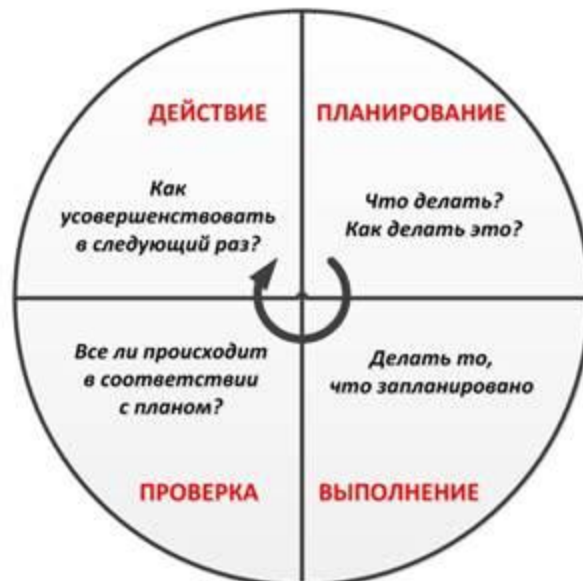 ДЕЙСТВИЕ
Как
усовершенствовать
в следующий раз?
ПЛАНИРОВАНИЕ
Что делать?
Как делать это?
Все ли происходит
в соответствии
с планом?
ПРОВЕРКА
Делать то,
что запланировано
ВЫПОЛНЕНИЕ